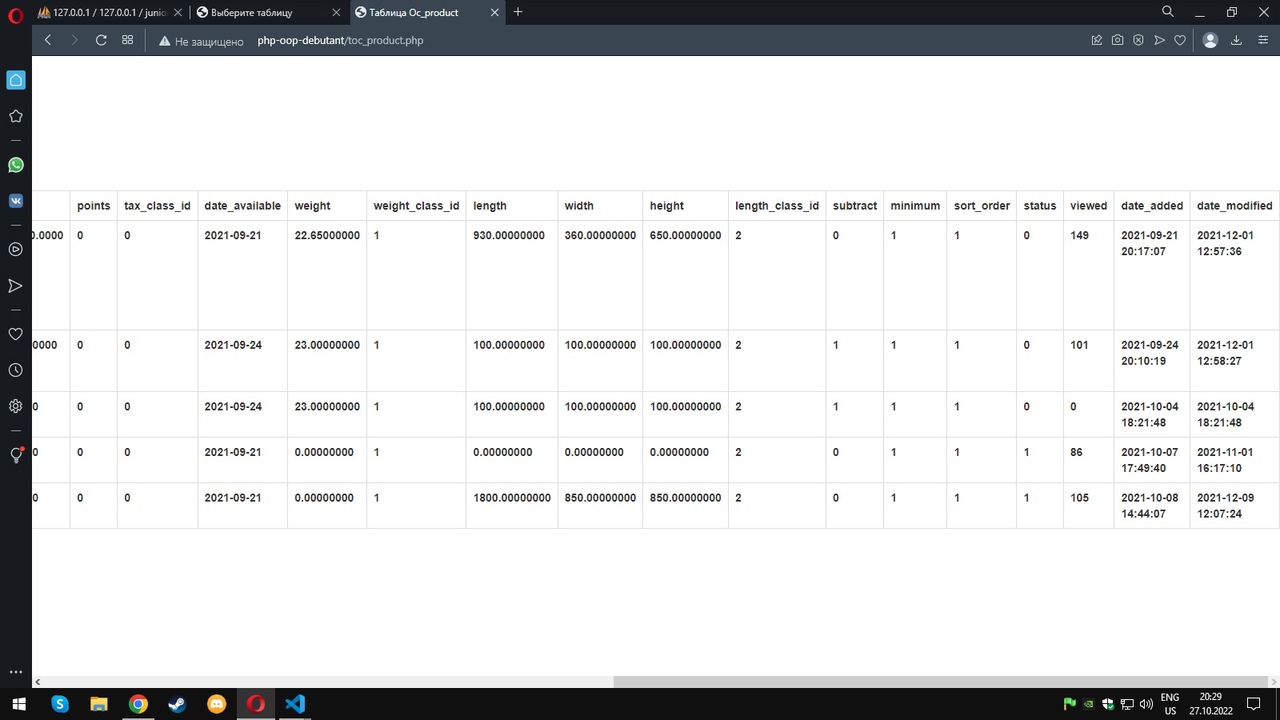 127.0.0.1 / 127.0.0.1 / junio
Выберите таблицу
Таблица Oc_product
Не защищено php-oop-debutant/toc_product.php
points tax_class_id date_available weight weight_class_id length width height length_class_id subtract minimum sort_order status viewed date_added date_modified
0.0000 0 0 2021-09-21 22.65000000 1 930.00000000 360.00000000 650.00000000 2 0 1 1 0 149 2021-09-21 2021-12-01
20:17:07 12:57:36
0000 0 0 2021-09-24 23.00000000 1 100.00000000 100.00000000 100.00000000 2 1 1 1 0 101 2021-09-24 2021-12-01
20:10:19 12:58:27
0 0 0 2021-09-24 23.00000000 1 100.00000000 100.00000000 100.00000000 2 1 1 1 0 0 2021-10-04 2021-10-04
18:21:48 18:21:48
0 0 0 2021-09-21 0.00000000 1 0.00000000 0.00000000 0.00000000 2 0 1 1 1 86 2021-10-07 2021-11-01
17:49:40 16:17:10
0 0 0 2021-09-21 0.00000000 1 1800.00000000 850.00000000 850.00000000 2 0 1 1 1 105 2021-10-08 2021-12-09
14:44:07 12:07:24
ENG 20:29
US 27.10.2022